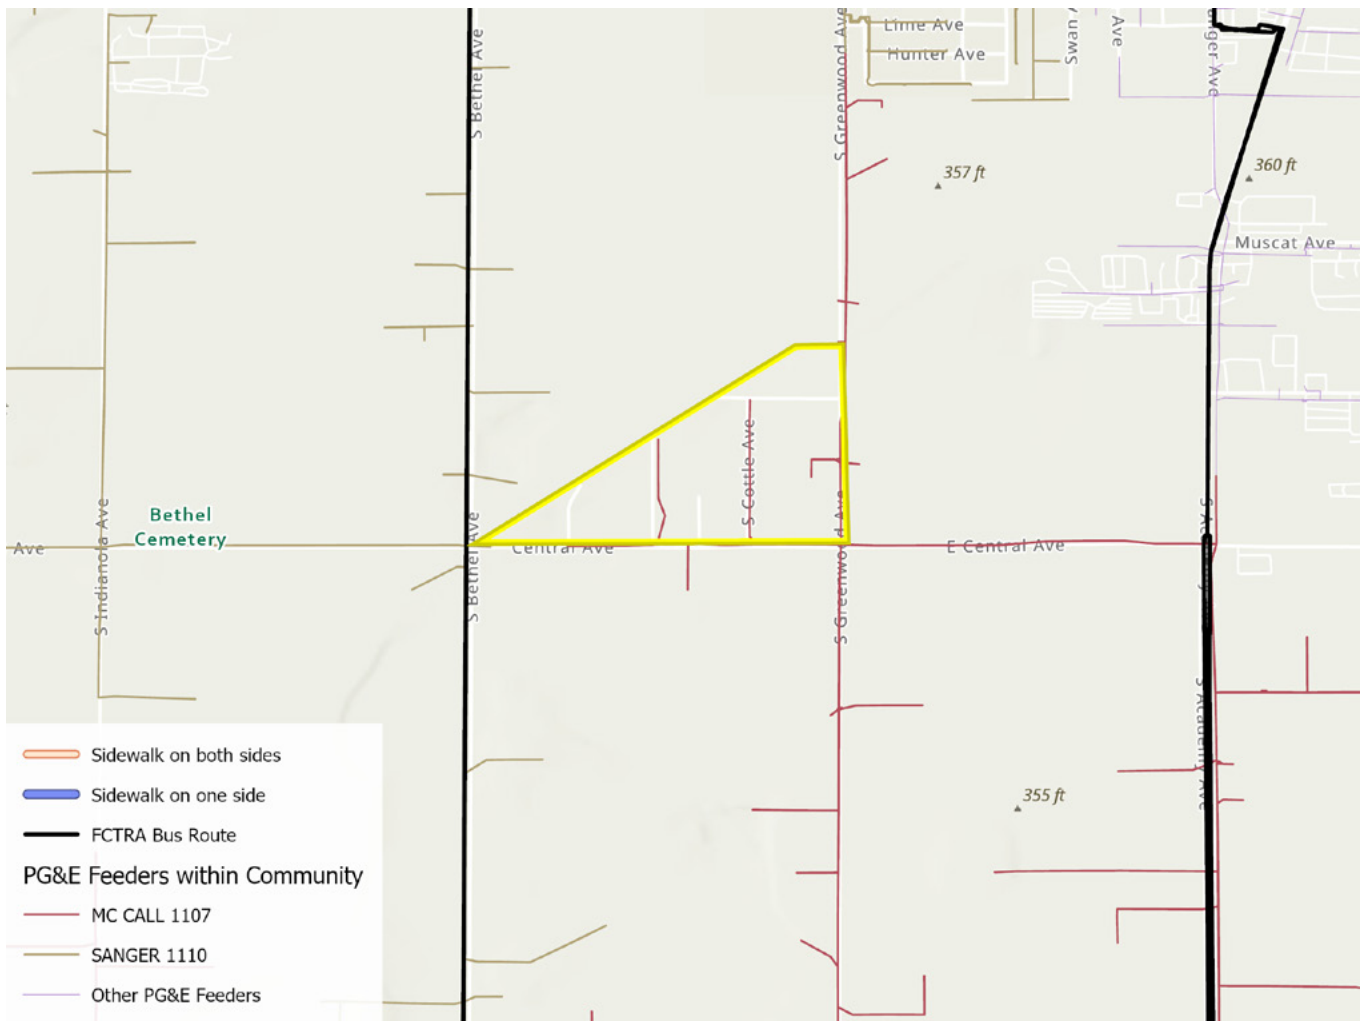 Lime Ave
Hunter Ave
Swan
Ave
anger Ave
S Bethel Ave
S Greenwood Ave
357 ft
360 ft
Muscat Ave
S Cottle Ave
Bethel
Cemetery
Ave
S Indianola Ave
S Bethel Ave
Central Ave
S Greenwood Ave
E Central Ave
S Academy Ave
355 ft
Sidewalk on both sides
Sidewalk on one side
FCTRA Bus Route
PG&E Feeders within Community
MC CALL 1107
SANGER 1110
Other PG&E Feeders